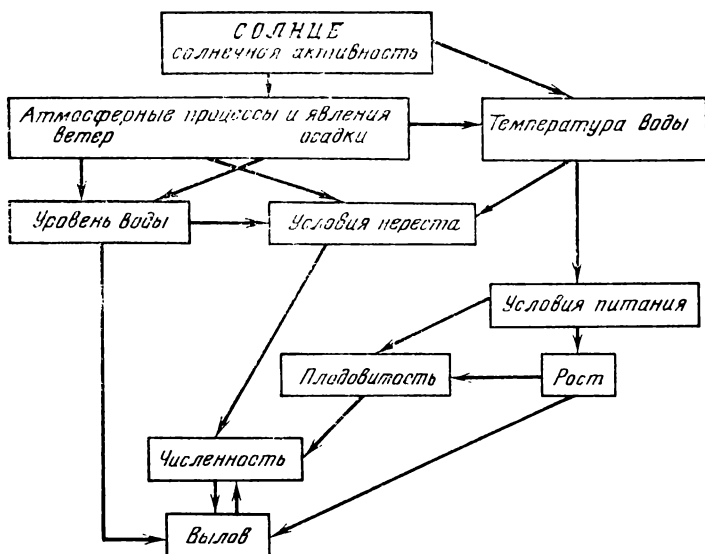 СОЛНЦЕ
солнечная активность
Атмосферные процессы и явления
ветер осадки
Температура воды
Уровень воды
Условия нереста
Условия питания
Плодовитость
Рост
Численность
Вылов